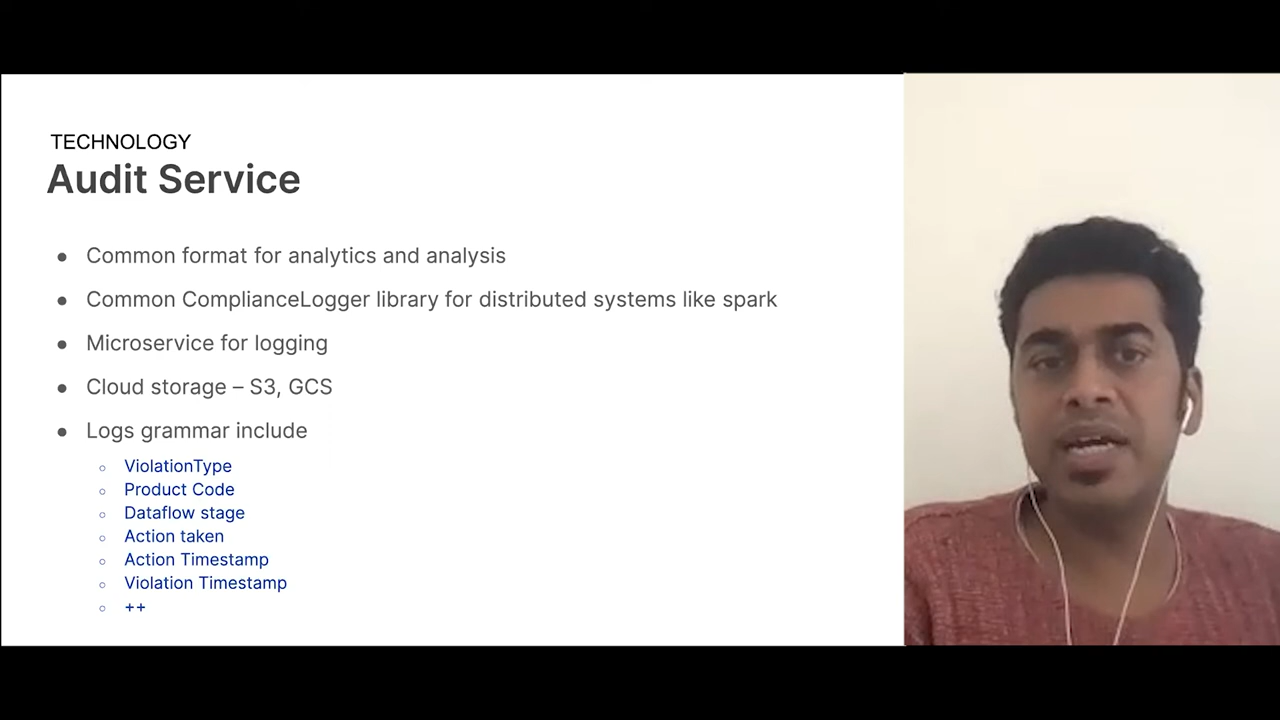 TECHNOLOGY
Audit Service
● Common format for analytics and analysis
● Common ComplianceLogger library for distributed systems like spark
● Microservice for logging
● Cloud storage – S3, GCS
● Logs grammar include
○ ViolationType
○ Product Code
○ Dataflow stage
○ Action taken
○ Action Timestamp
○ Violation Timestamp
○ ++